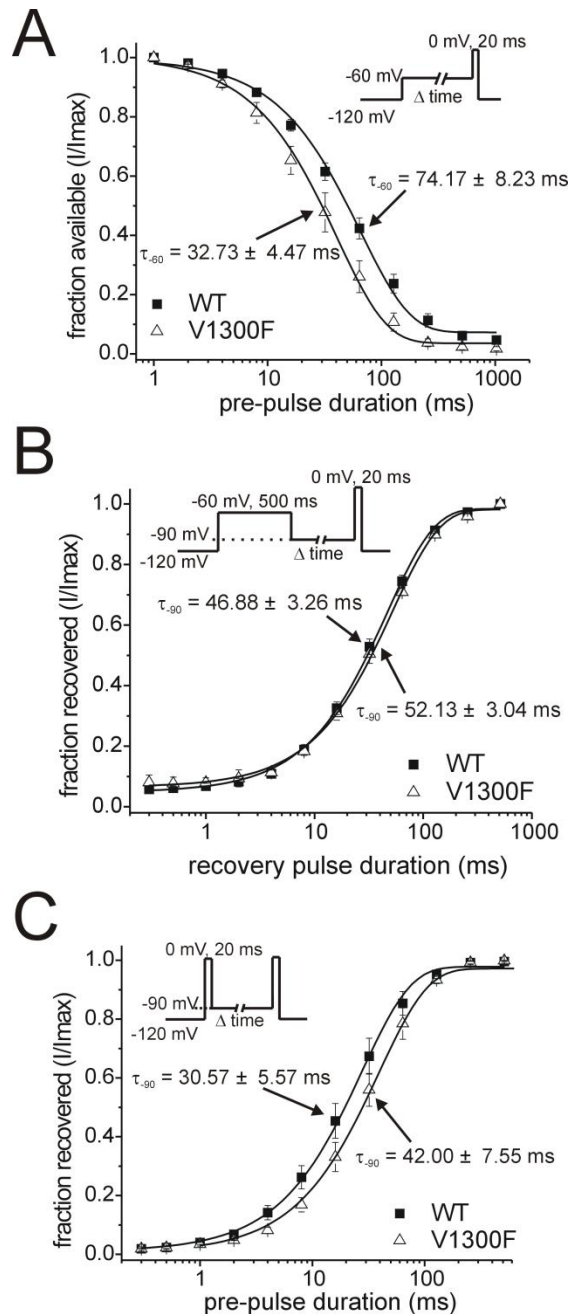 A
0 mV, 20 ms
-60 mV
-120 mV
Δ time
τ-60 = 74.17 ± 8.23 ms
τ-60 = 32.73 ± 4.47 ms
WT
V1300F
fraction available (I/Imax)
1.0
0.8
0.6
0.4
0.2
0.0
1 10 100 1000
pre-pulse duration (ms)
B
0 mV, 20 ms
-60 mV, 500 ms
-90 mV
-120 mV
Δ time
τ-90 = 46.88 ± 3.26 ms
τ-90 = 52.13 ± 3.04 ms
WT
V1300F
fraction recovered (I/Imax)
1.0
0.8
0.6
0.4
0.2
0.0
1 10 100 1000
recovery pulse duration (ms)
C
0 mV, 20 ms
-90 mV
-120 mV
Δ time
τ-90 = 30.57 ± 5.57 ms
τ-90 = 42.00 ± 7.55 ms
WT
V1300F
fraction recovered (I/Imax)
1.0
0.8
0.6
0.4
0.2
0.0
1 10 100
pre-pulse duration (ms)